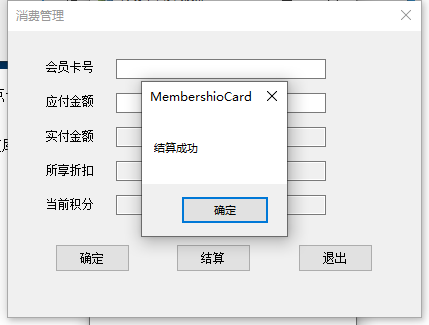 消费管理
会员卡号
应付金额
实付金额
所享折扣
当前积分
MembershioCard
结算成功
确定
确定
结算
退出